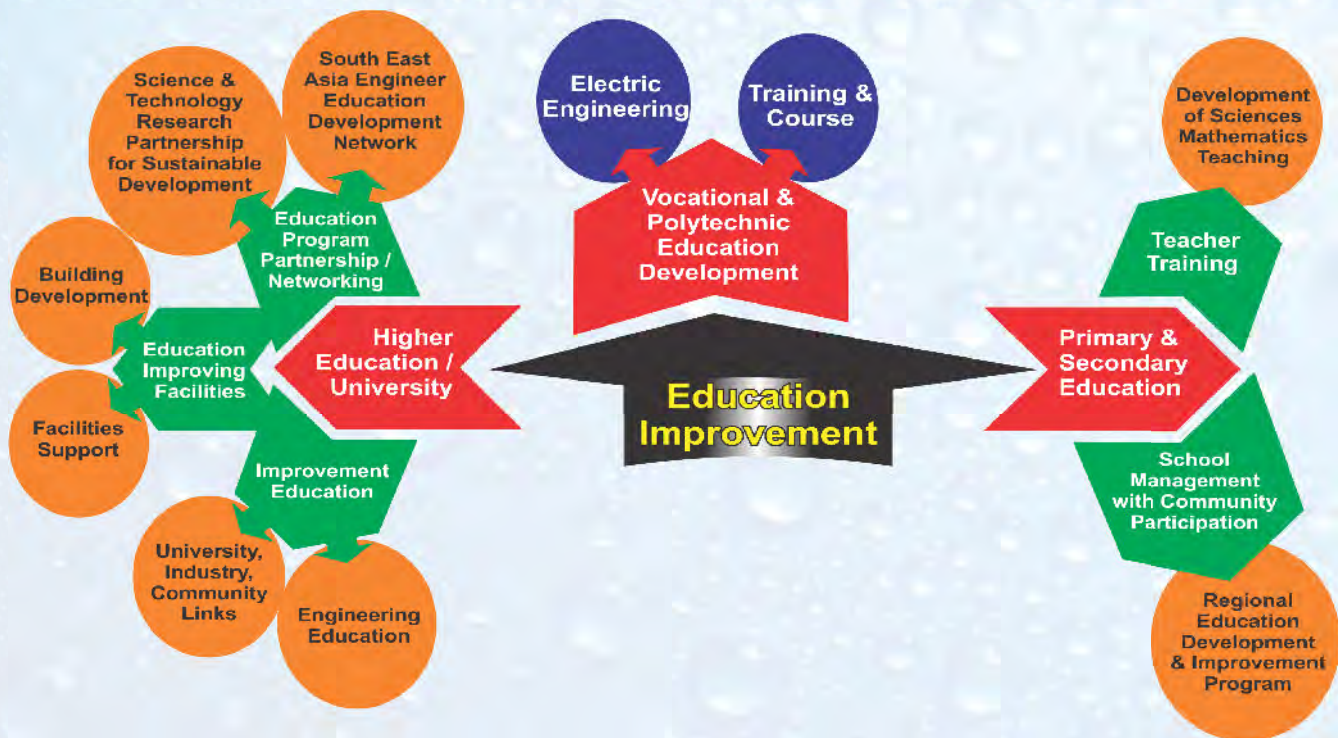 Science &
Technology
Research
Partnership
for Sustainable
Development
South East
Asia Engineer
Education
Development
Network
Education
Program
Partnership /
Networking
Building
Development
Education
Improving
Facilities
Facilities
Support
Higher
Education /
University
Improvement
Education
University,
Industry,
Community
Links
Engineering
Education
Electric
Engineering
Training &
Course
Vocational &
Polytechnic
Education
Development
Education
Improvement
Development
of Sciences
Mathematics
Teaching
Teacher
Training
Primary &
Secondary
Education
School
Management
with Community
Participation
Regional
Education
Development
& Improvement
Program